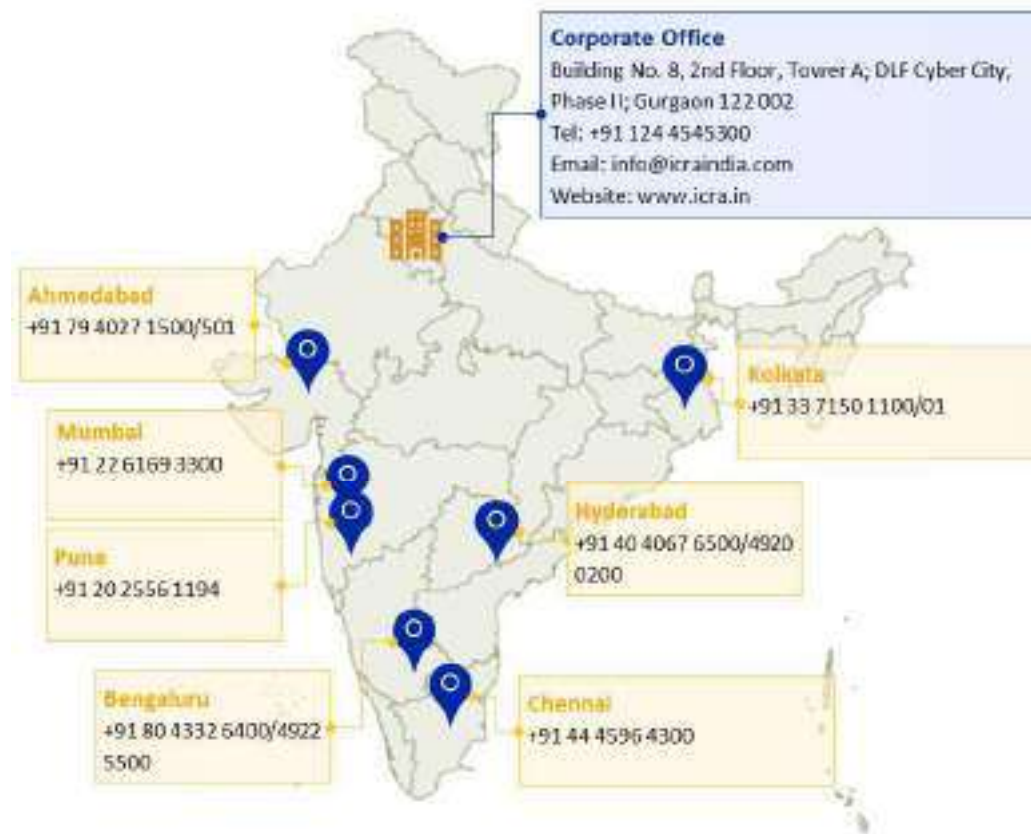 Corporate Office
Building No. 8, 2nd Floor, Tower A; DLF Cyber City,
Phase II; Gurgaon 122 002
Tel: +91 124 4545300
Email: info@icraindia.com
Website: www.icra.in
Ahmedabad
+91 79 4027 1500/501
Kolkata
+91 33 7150 1100/01
Mumbai
+91 22 6169 3300
Hyderabad
+91 40 4067 6500/4920
0200
Pune
+91 20 2556 1194
Bengaluru
+91 80 4332 6400/4922
5500
Chennai
+91 44 4596 4300